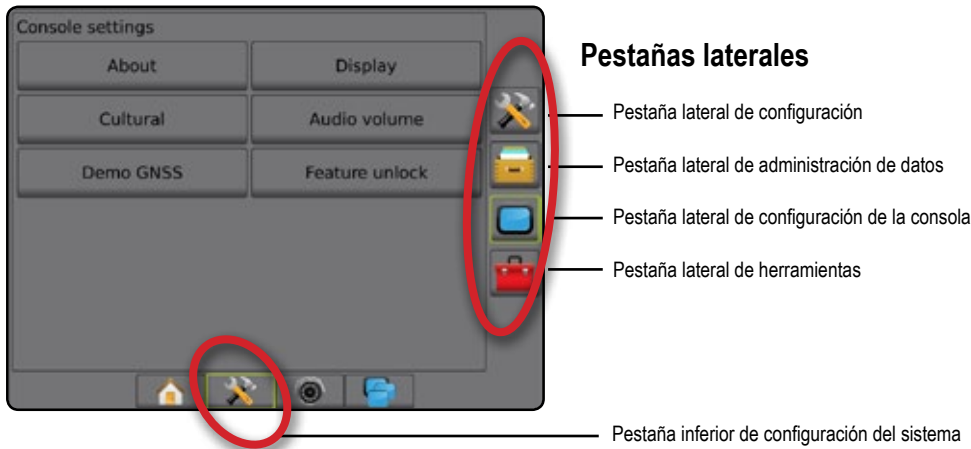 Console settings
About
Display
Cultural
Audio volume
Demo GNSS
Feature unlock
Pestañas laterales
Pestaña lateral de configuración
Pestaña lateral de administración de datos
Pestaña lateral de configuración de la consola
Pestaña lateral de herramientas
Pestaña inferior de configuración del sistema